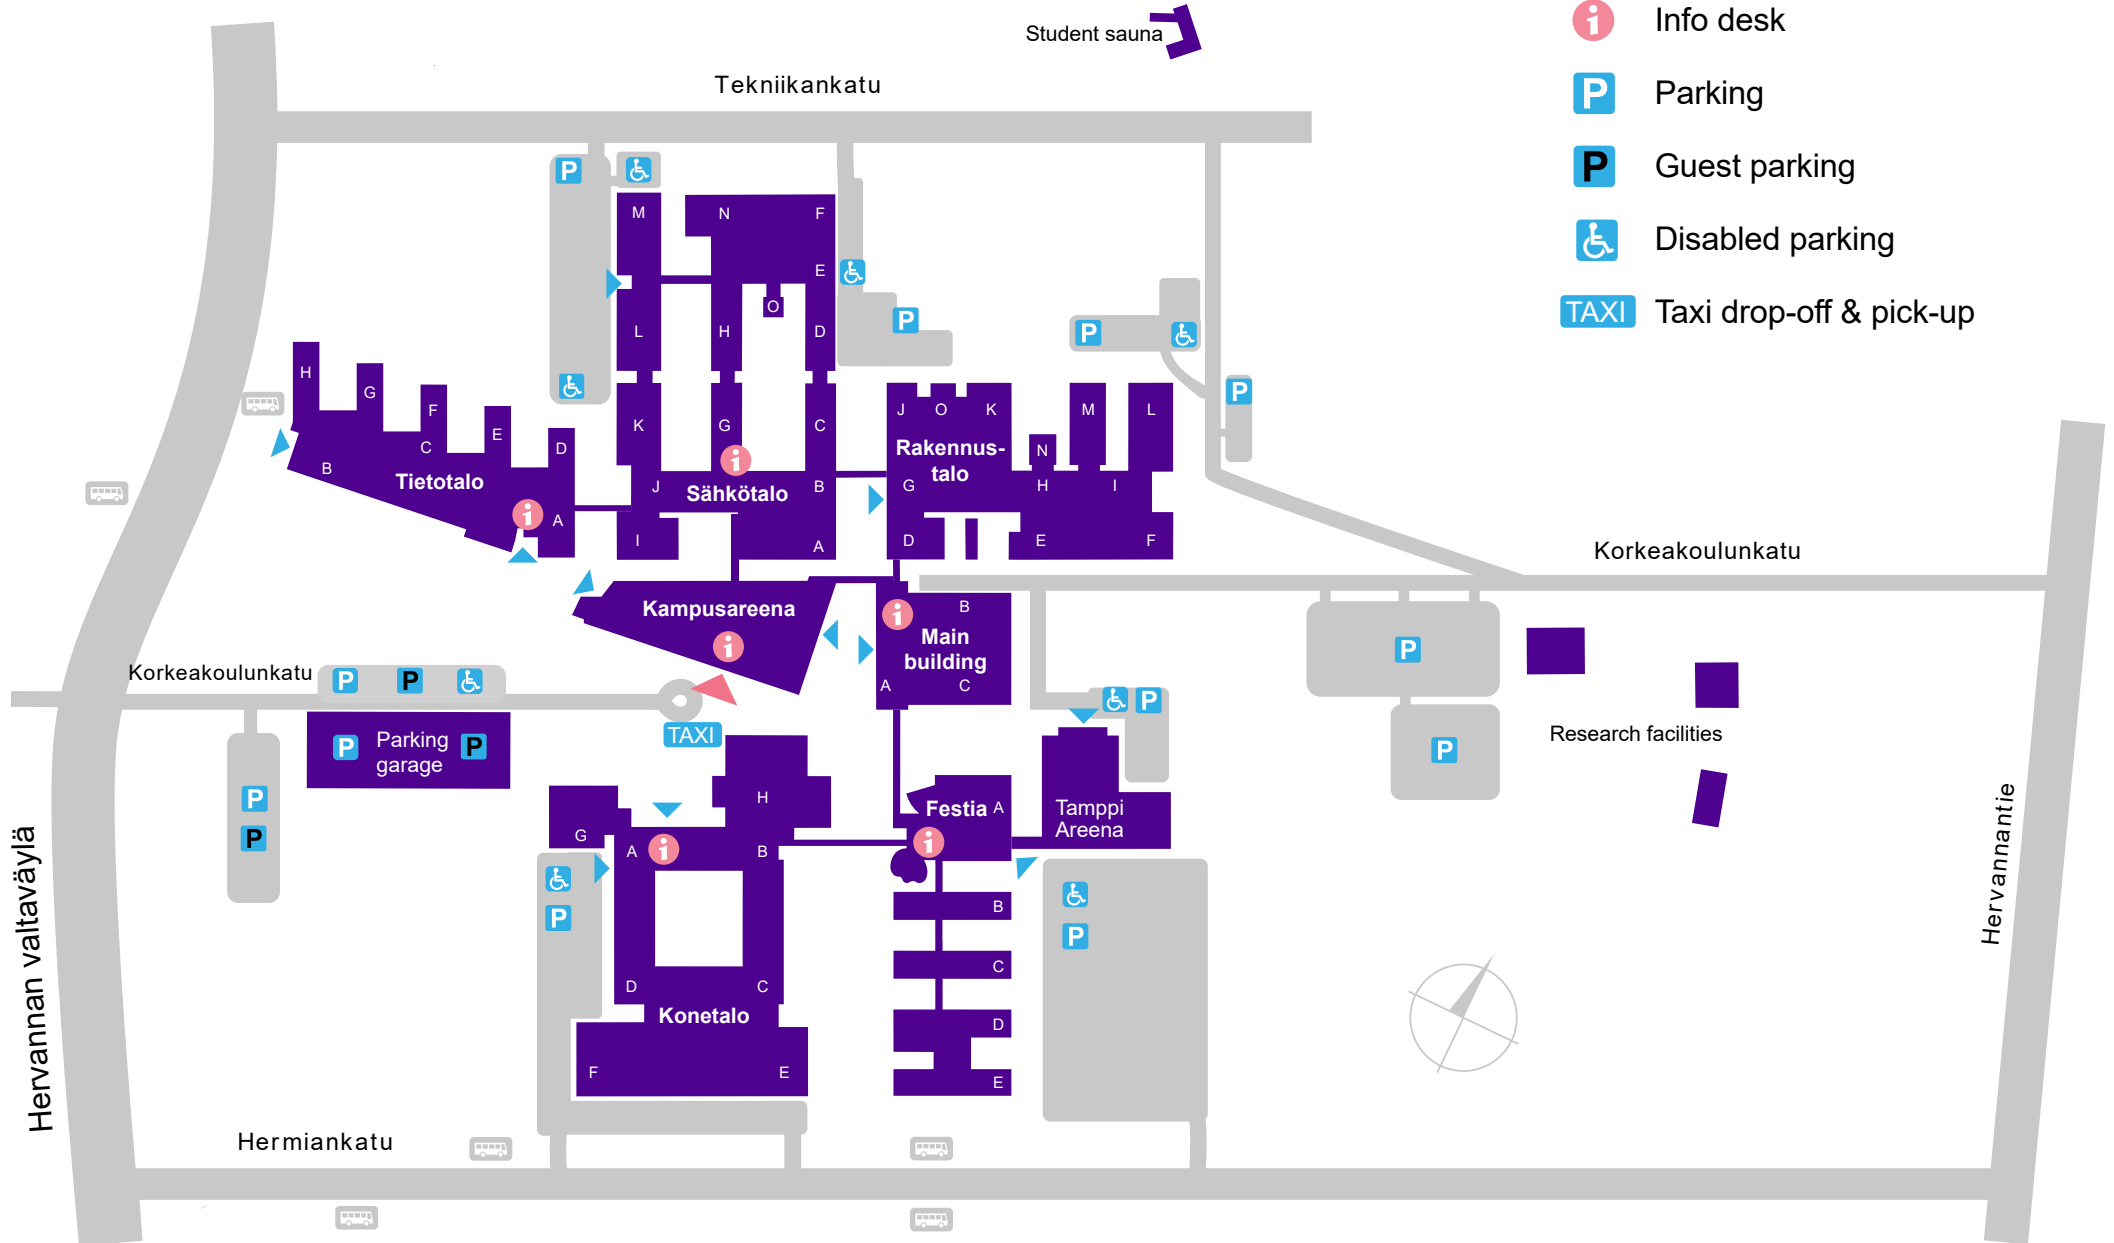 Student sauna
Info desk
Tekniikankatu
P Parking
P Guest parking
Disabled parking
TAXI Taxi drop-off & pick-up
P
M N F
E
O
P
L H D
P
P
H
G
F
E
D
C
B
Tietotalo
A
K G C
J Sähkötalo B
I A
J O K M L
Rakennus-
talo
N
G H I
D E F
Korkeakoulunkatu
Kampusareena
B
Main
building
A C
P
Korkeakoulunkatu
P P
P
TAXI
P Parking P
garage
P
Research facilities
P
P
H
G
A B
Festia A
Tamppi
Areena
P
P
D C
Konetalo
F E
B
C
D
E
Hervannan valtaväylä
Hervannantie
Hermiankatu